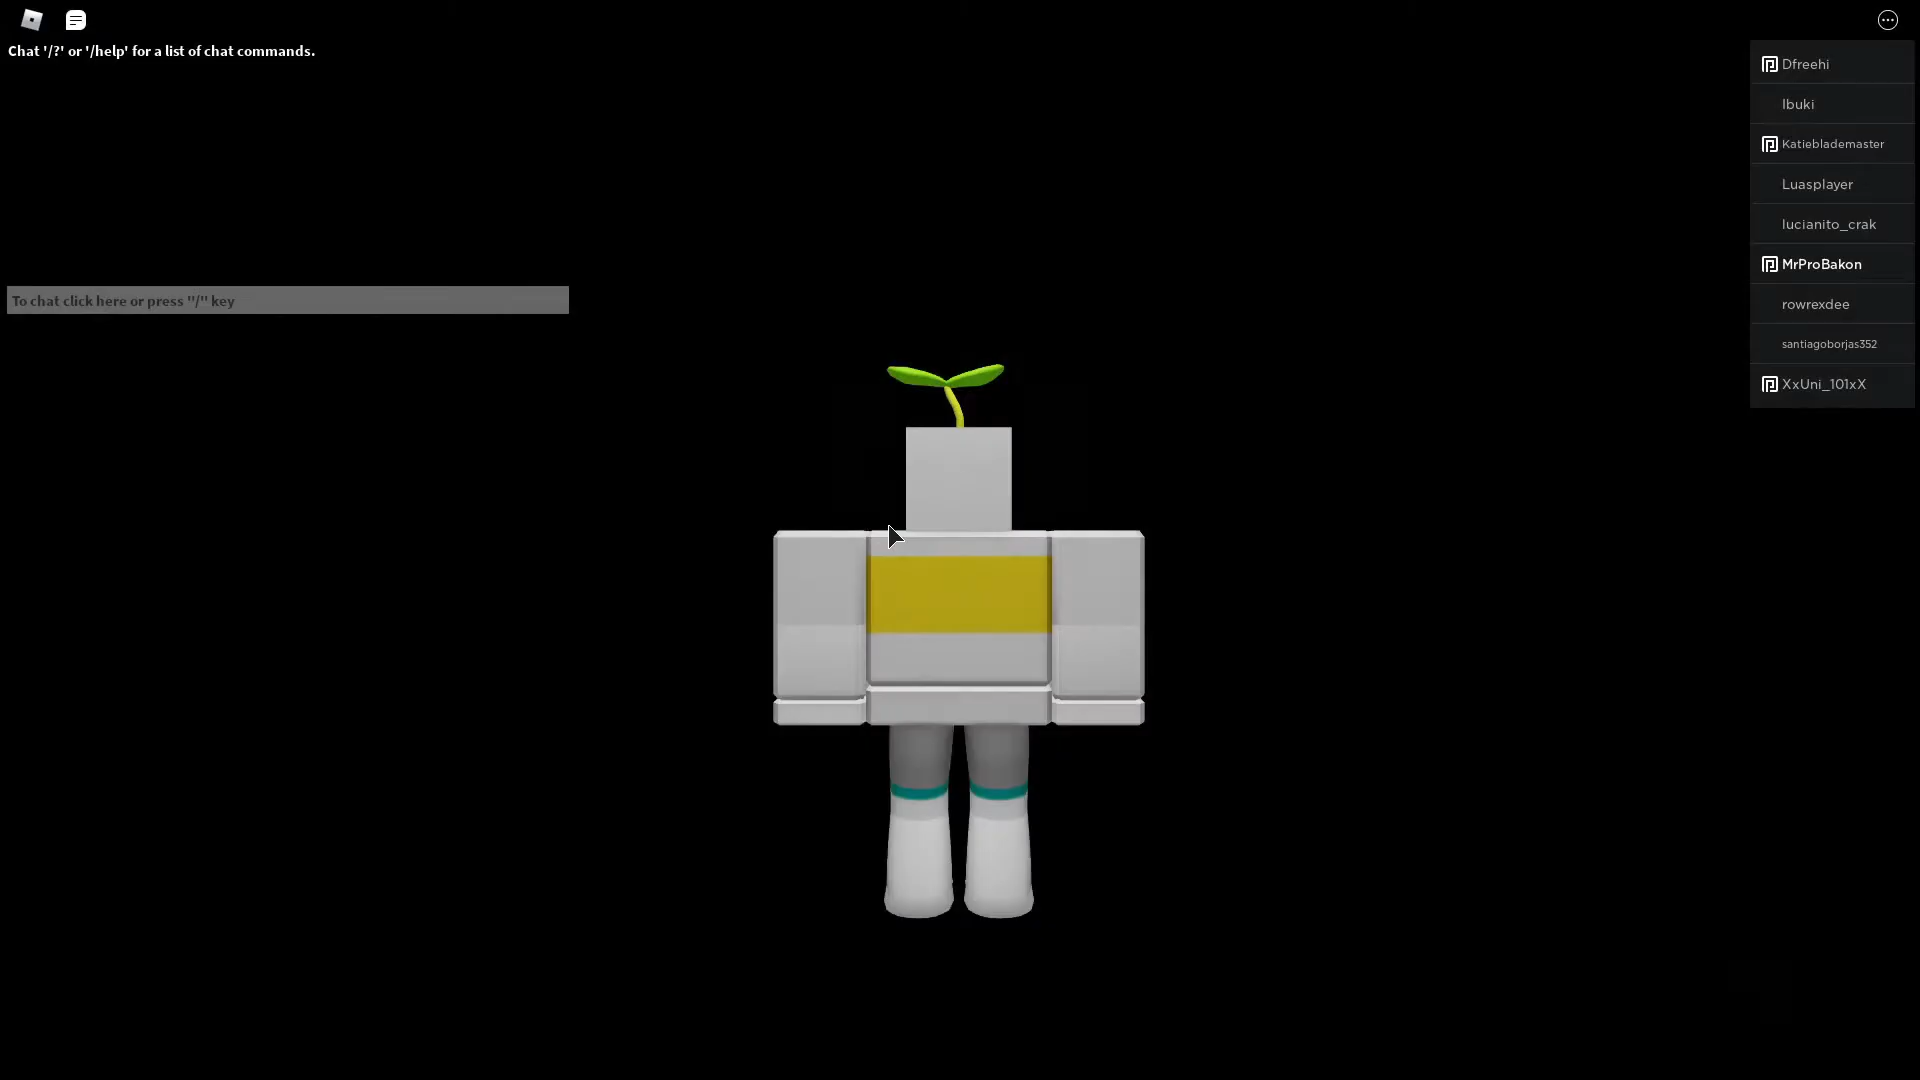 Chat '/?' or '/help' for a list of chat commands.
To chat click here or press "/" key
Dfreehi
Ibuki
Katieblademaster
Luasplayer
lucianito_crak
MrProBakon
rowrexdee
santiagoborjas352
XxUni_101xX